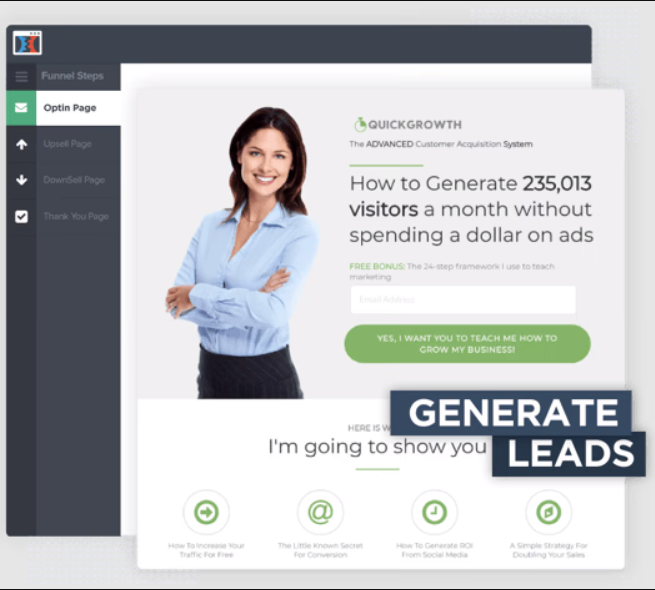 Funnel Steps
Optin Page
Upsell Page
DownSell Page
Thank You Page
QUICKGROWTH
The ADVANCED Customer Acquisition System
How to Generate 235,013
visitors a month without
spending a dollar on ads
FREE BONUS: The 24-step framework I use to teach
marketing
Email Address
YES, I WANT YOU TO TEACH ME HOW TO
GROW MY BUSINESS!
GENERATE
LEADS
HERE IS
I'm going to show you
How To Increase Your
Traffic For Free
The Little Known Secret
For Conversion
How To Generate ROI
From Social Media
A Simple Strategy For
Doubling Your Sales